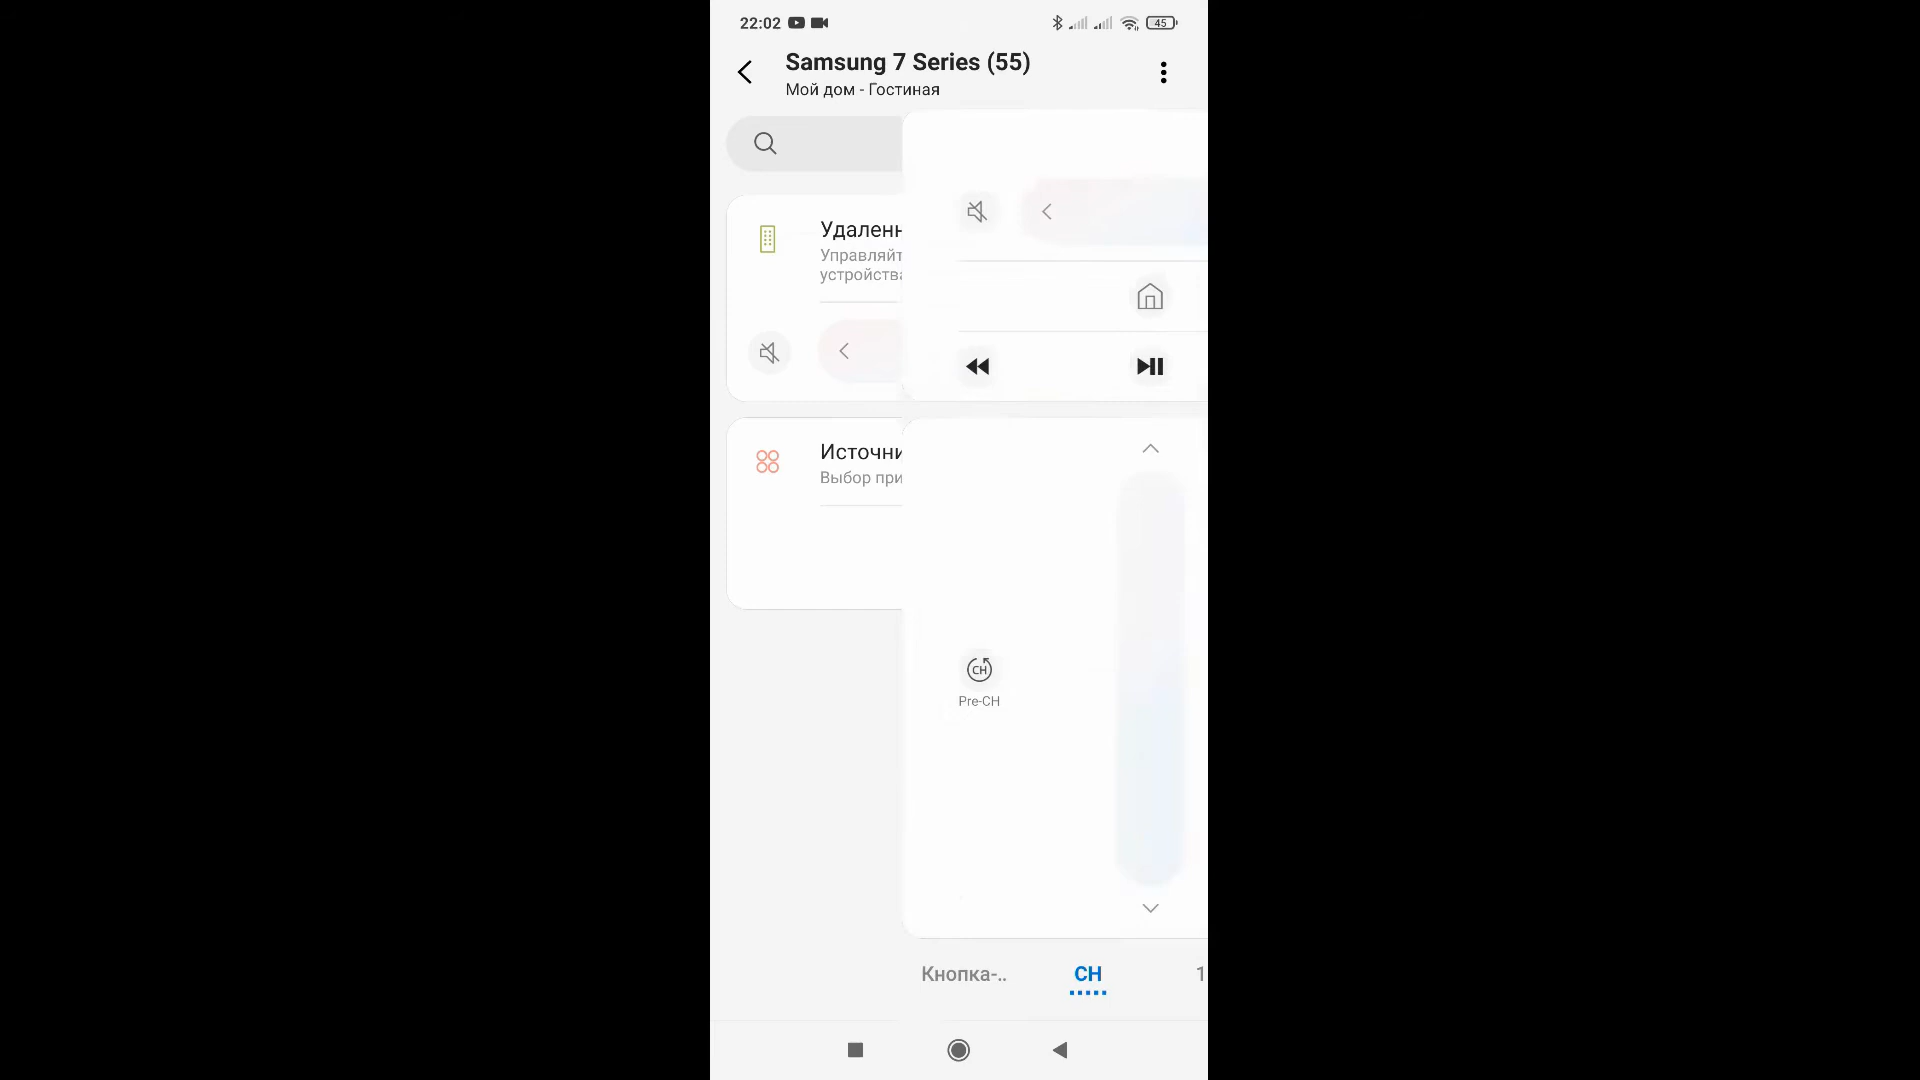 22:02
45
Samsung 7 Series (55)
Мой дом - Гостиная
Удаленн
Управляйт
устройства
Источни
Выбор при
CH
Pre-CH
Кнопка-..
CH
1